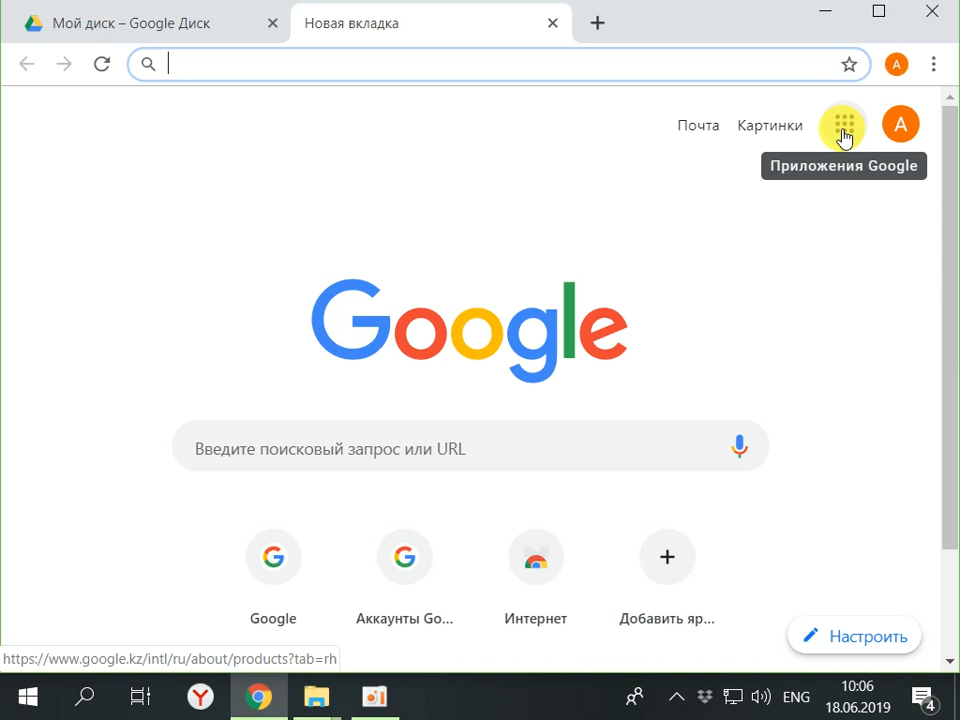 Мой диск – Google Диск
Новая вкладка
A
Почта
Картинки
A
Приложения Google
Google
Введите поисковый запрос или URL
Google
Аккаунты Go...
Интернет
Добавить яр...
Настроить
https://www.google.kz/intl/ru/about/products?tab=rh
ENG
10:06
18.06.2019
4